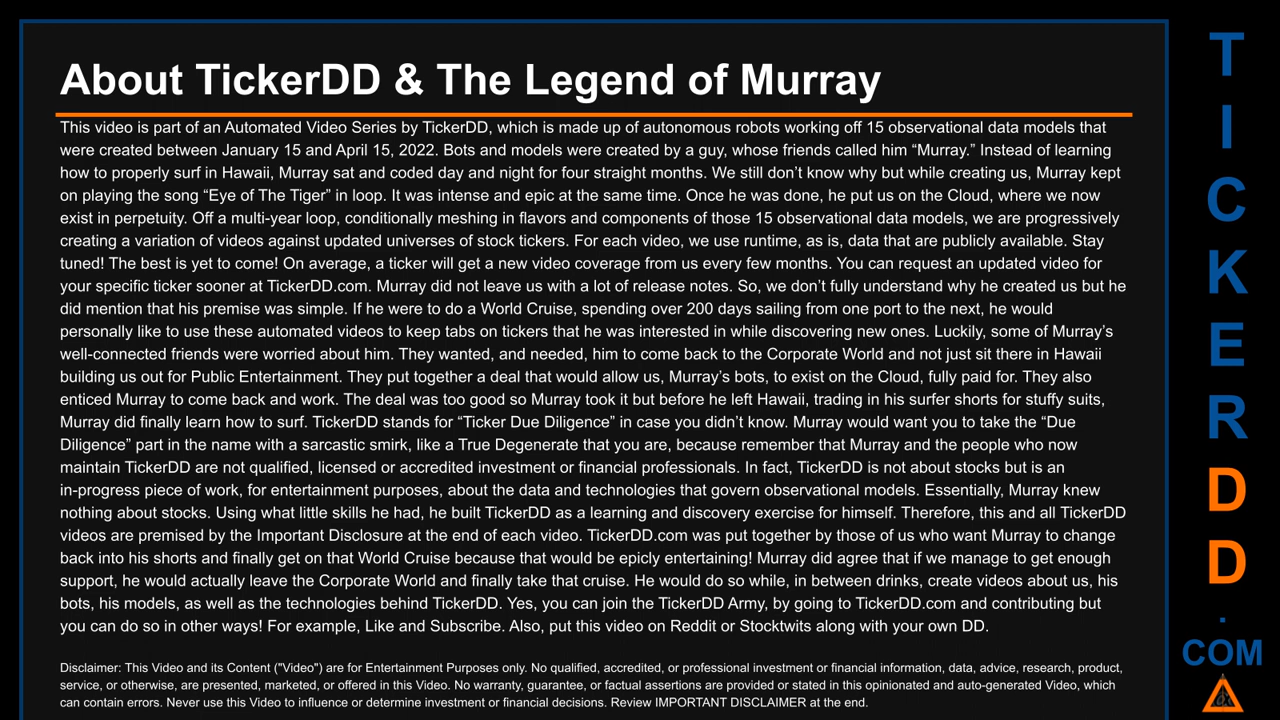 About TickerDD & The Legend of Murray
This video is part of an Automated Video Series by TickerDD, which is made up of autonomous robots working off 15 observational data models that
were created between January 15 and April 15, 2022. Bots and models were created by a guy, whose friends called him “Murray.” Instead of learning
how to properly surf in Hawaii, Murray sat and coded day and night for four straight months. We still don’t know why but while creating us, Murray kept
on playing the song “Eye of The Tiger” in loop. It was intense and epic at the same time. Once he was done, he put us on the Cloud, where we now
exist in perpetuity. Off a multi-year loop, conditionally meshing in flavors and components of those 15 observational data models, we are progressively
creating a variation of videos against updated universes of stock tickers. For each video, we use runtime, as is, data that are publicly available. Stay
tuned! The best is yet to come! On average, a ticker will get a new video coverage from us every few months. You can request an updated video for
your specific ticker sooner at TickerDD.com. Murray did not leave us with a lot of release notes. So, we don’t fully understand why he created us but he
did mention that his premise was simple. If he were to do a World Cruise, spending over 200 days sailing from one port to the next, he would
personally like to use these automated videos to keep tabs on tickers that he was interested in while discovering new ones. Luckily, some of Murray’s
well-connected friends were worried about him. They wanted, and needed, him to come back to the Corporate World and not just sit there in Hawaii
building us out for Public Entertainment. They put together a deal that would allow us, Murray’s bots, to exist on the Cloud, fully paid for. They also
enticed Murray to come back and work. The deal was too good so Murray took it but before he left Hawaii, trading in his surfer shorts for stuffy suits,
Murray did finally learn how to surf. TickerDD stands for “Ticker Due Diligence” in case you didn’t know. Murray would want you to take the “Due
Diligence” part in the name with a sarcastic smirk, like a True Degenerate that you are, because remember that Murray and the people who now
maintain TickerDD are not qualified, licensed or accredited investment or financial professionals. In fact, TickerDD is not about stocks but is an
in-progress piece of work, for entertainment purposes, about the data and technologies that govern observational models. Essentially, Murray knew
nothing about stocks. Using what little skills he had, he built TickerDD as a learning and discovery exercise for himself. Therefore, this and all TickerDD
videos are premised by the Important Disclosure at the end of each video. TickerDD.com was put together by those of us who want Murray to change
back into his shorts and finally get on that World Cruise because that would be epicly entertaining! Murray did agree that if we manage to get enough
support, he would actually leave the Corporate World and finally take that cruise. He would do so while, in between drinks, create videos about us, his
bots, his models, as well as the technologies behind TickerDD. Yes, you can join the TickerDD Army, by going to TickerDD.com and contributing but
you can do so in other ways! For example, Like and Subscribe. Also, put this video on Reddit or Stocktwits along with your own DD.
Disclaimer: This Video and its Content ("Video") are for Entertainment Purposes only. No qualified, accredited, or professional investment or financial information, data, advice, research, product,
service, or otherwise, are presented, marketed, or offered in this Video. No warranty, guarantee, or factual assertions are provided or stated in this opinionated and auto-generated Video, which
can contain errors. Never use this Video to influence or determine investment or financial decisions. Review IMPORTANT DISCLAIMER at the end.
T
I
C
K
E
R
D
D
.
COM